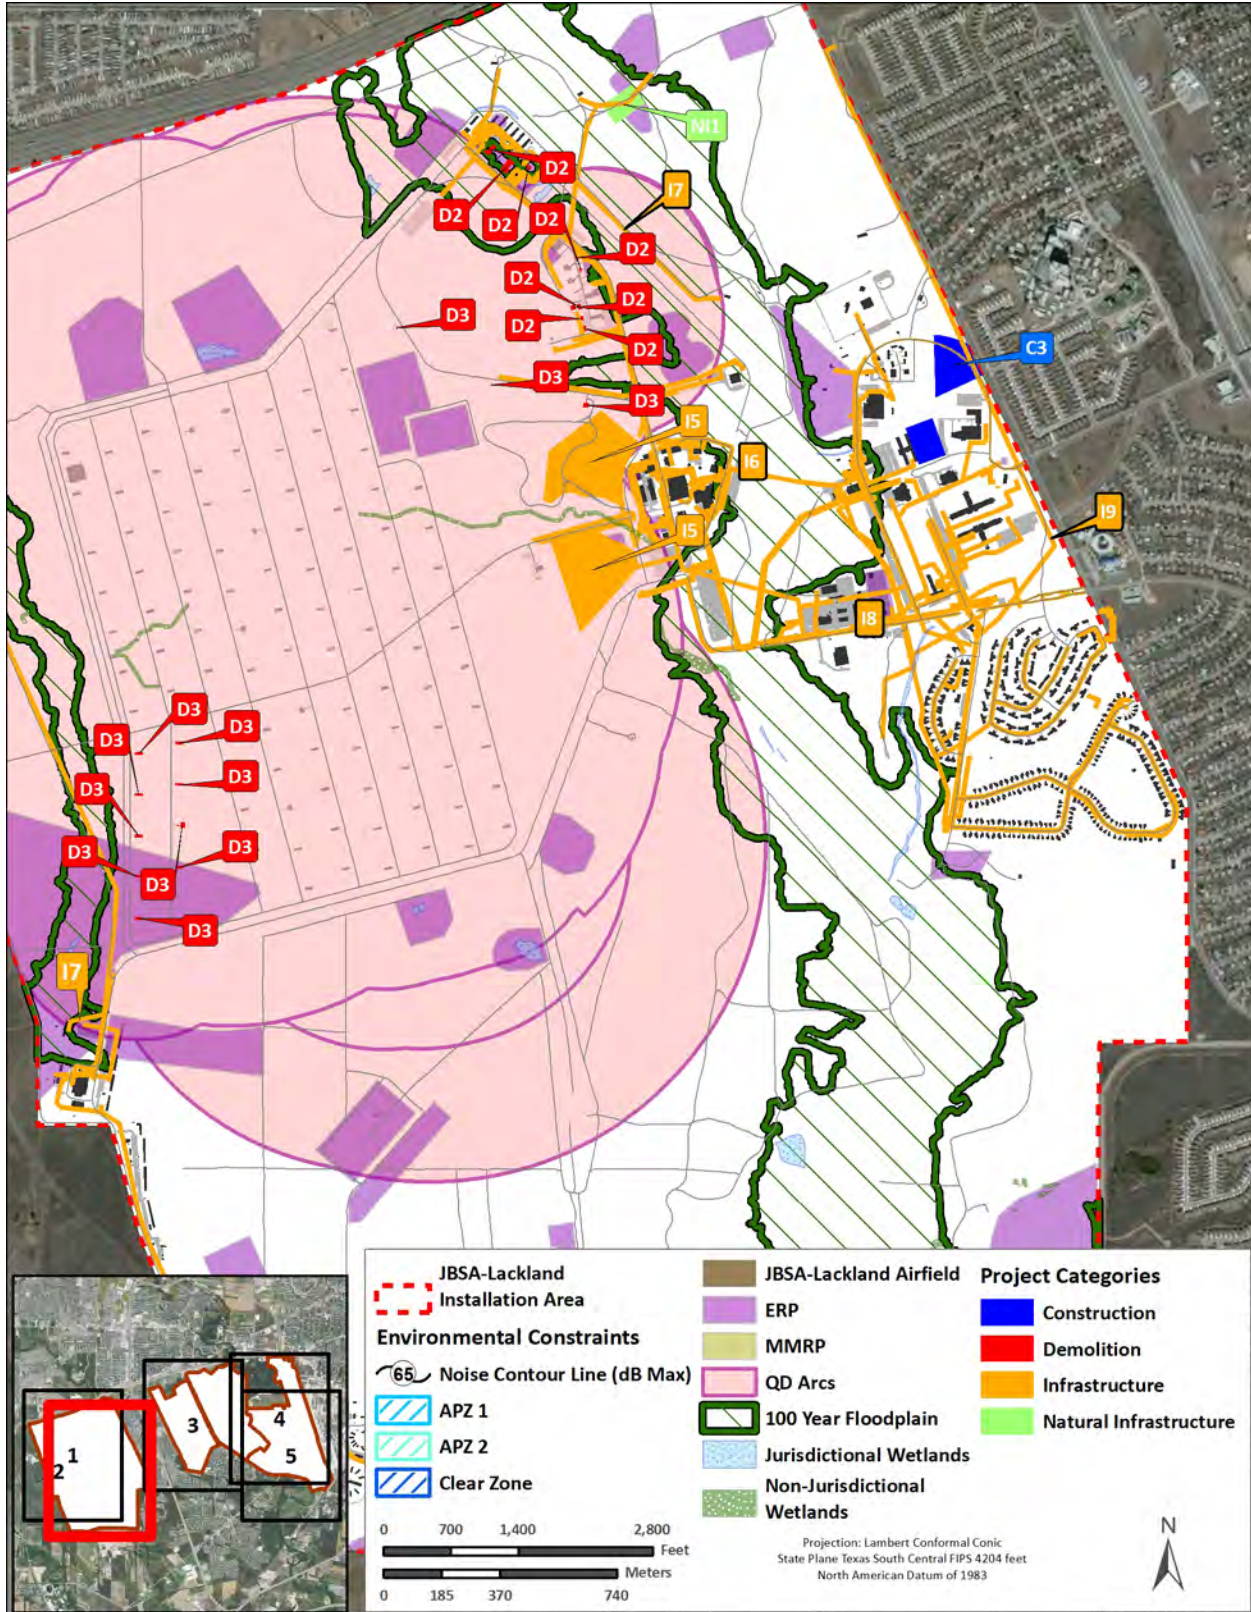 NI1
D2
I7
D2
D2
D2
D2
D2
D2
D3
D2
D2
C3
D3
D3
I5
I6
I9
I5
I8
D3
D3
D3
D3
D3
D3
D3
D3
D3
I7
JBSA-Lackland
Installation Area
Environmental Constraints
65 Noise Contour Line (dB Max)
APZ 1
APZ 2
Clear Zone
0 700 1,400 2,800
Feet
Meters
0 185 370 740
JBSA-Lackland Airfield
ERP
MMRP
QD Arcs
100 Year Floodplain
Jurisdictional Wetlands
Non-Jurisdictional
Wetlands
Project Categories
Construction
Demolition
Infrastructure
Natural Infrastructure
Projection: Lambert Conformal Conic
State Plane Texas South Central FIPS 4204 feet
North American Datum of 1983
N
1
2
3
4
5